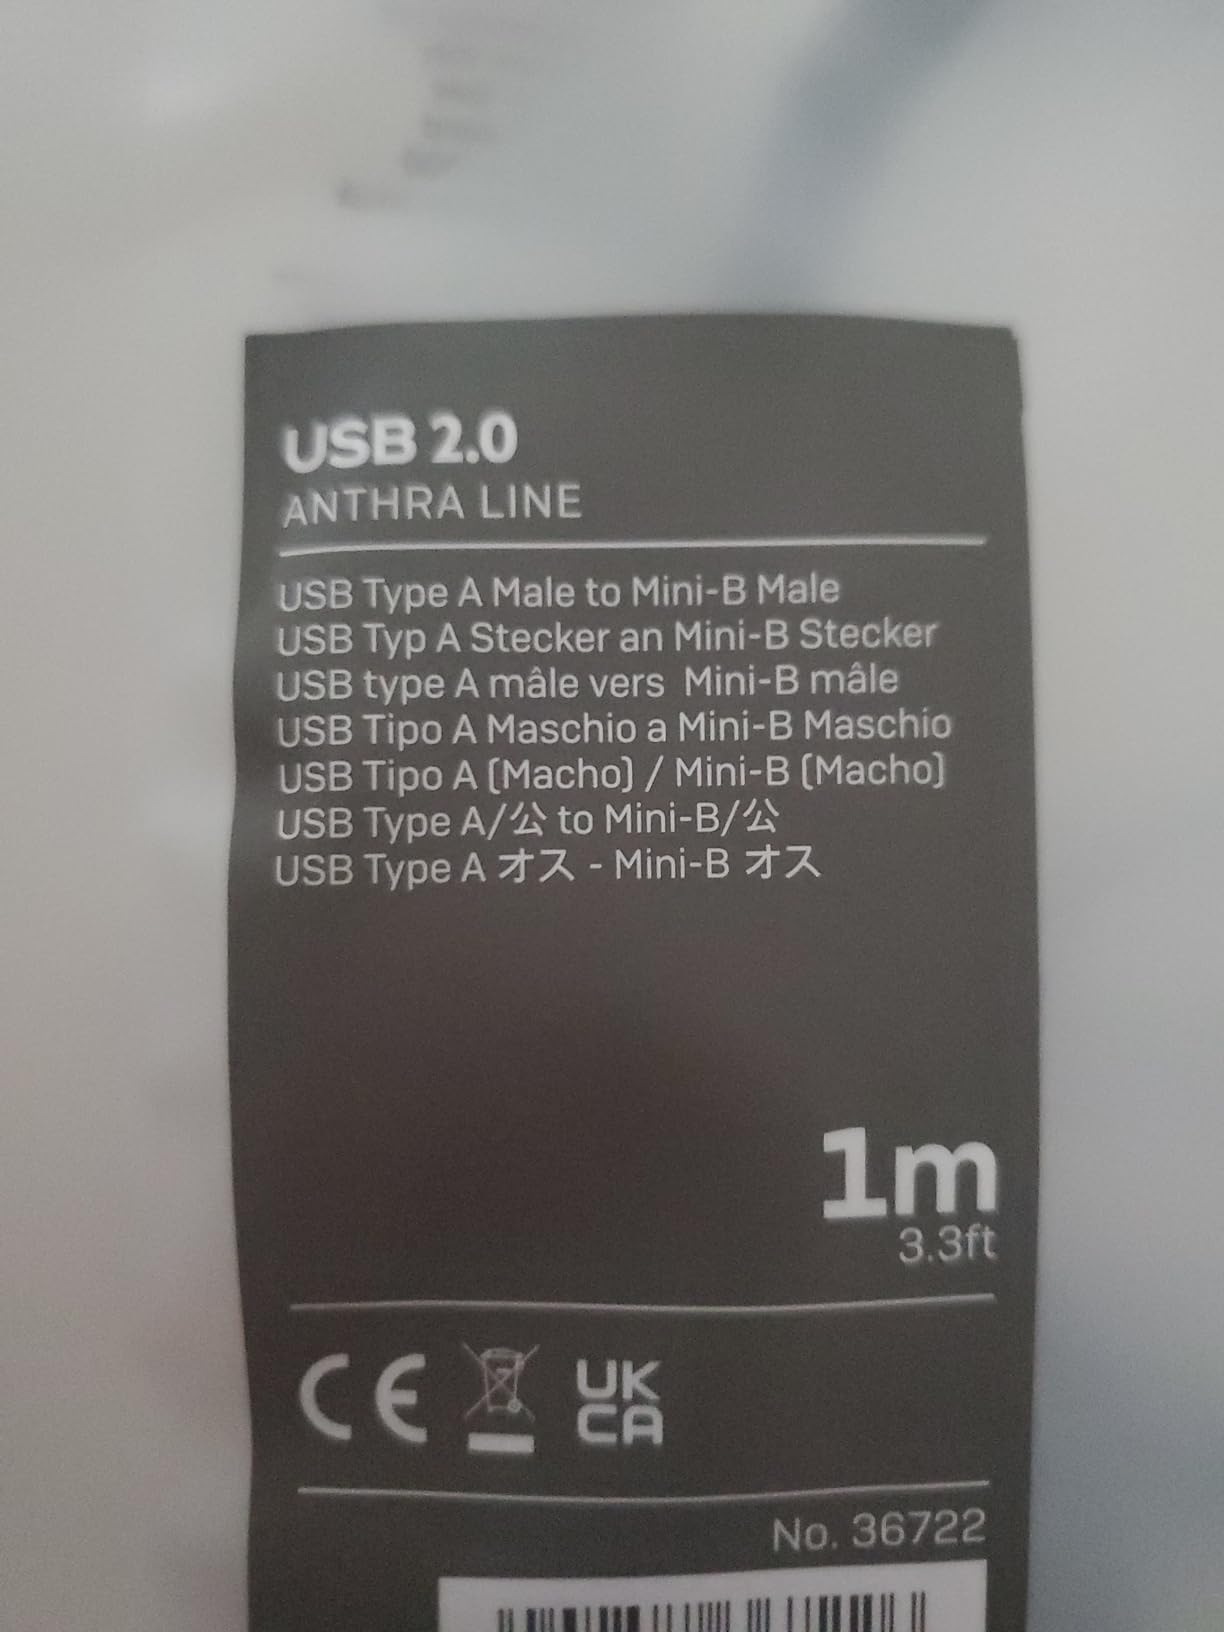 USB 2.0
ANTHRA LINE
USB Type A Male to Mini-B Male
USB Typ A Stecker an Mini-B Stecker
USB type A mâle vers Mini-B mâle
USB Tipo A Maschio a Mini-B Maschio
USB Tipo A (Macho) / Mini-B (Macho)
USB Type A/公 to Mini-B/公
USB Type A オス - Mini-B オス
1m
3.3ft
CE
UK
CA
No. 36722